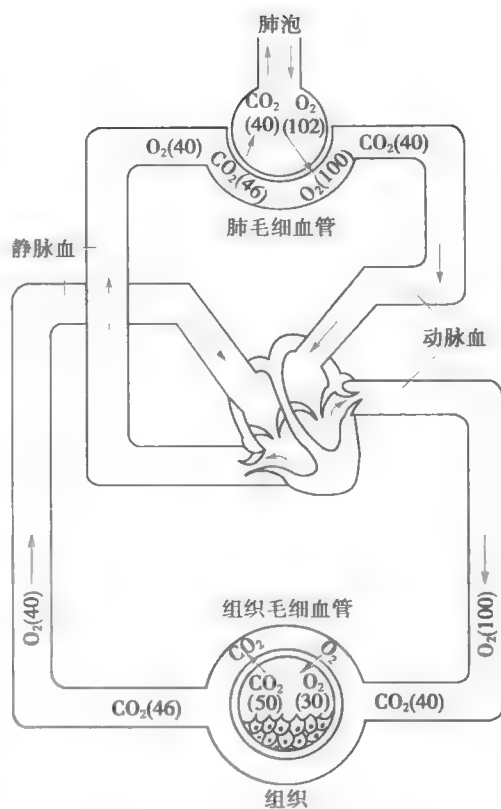 肺泡
CO₂ O₂
(40) (102)
O₂(40)
CO₂(46)
O₂(100)
CO₂(40)
肺毛细血管
静脉血
动脉血
O₂(40)
O₂(100)
组织毛细血管
CO₂
O₂
CO₂ O₂
(50) (30)
CO₂(46)
CO₂(40)
组织